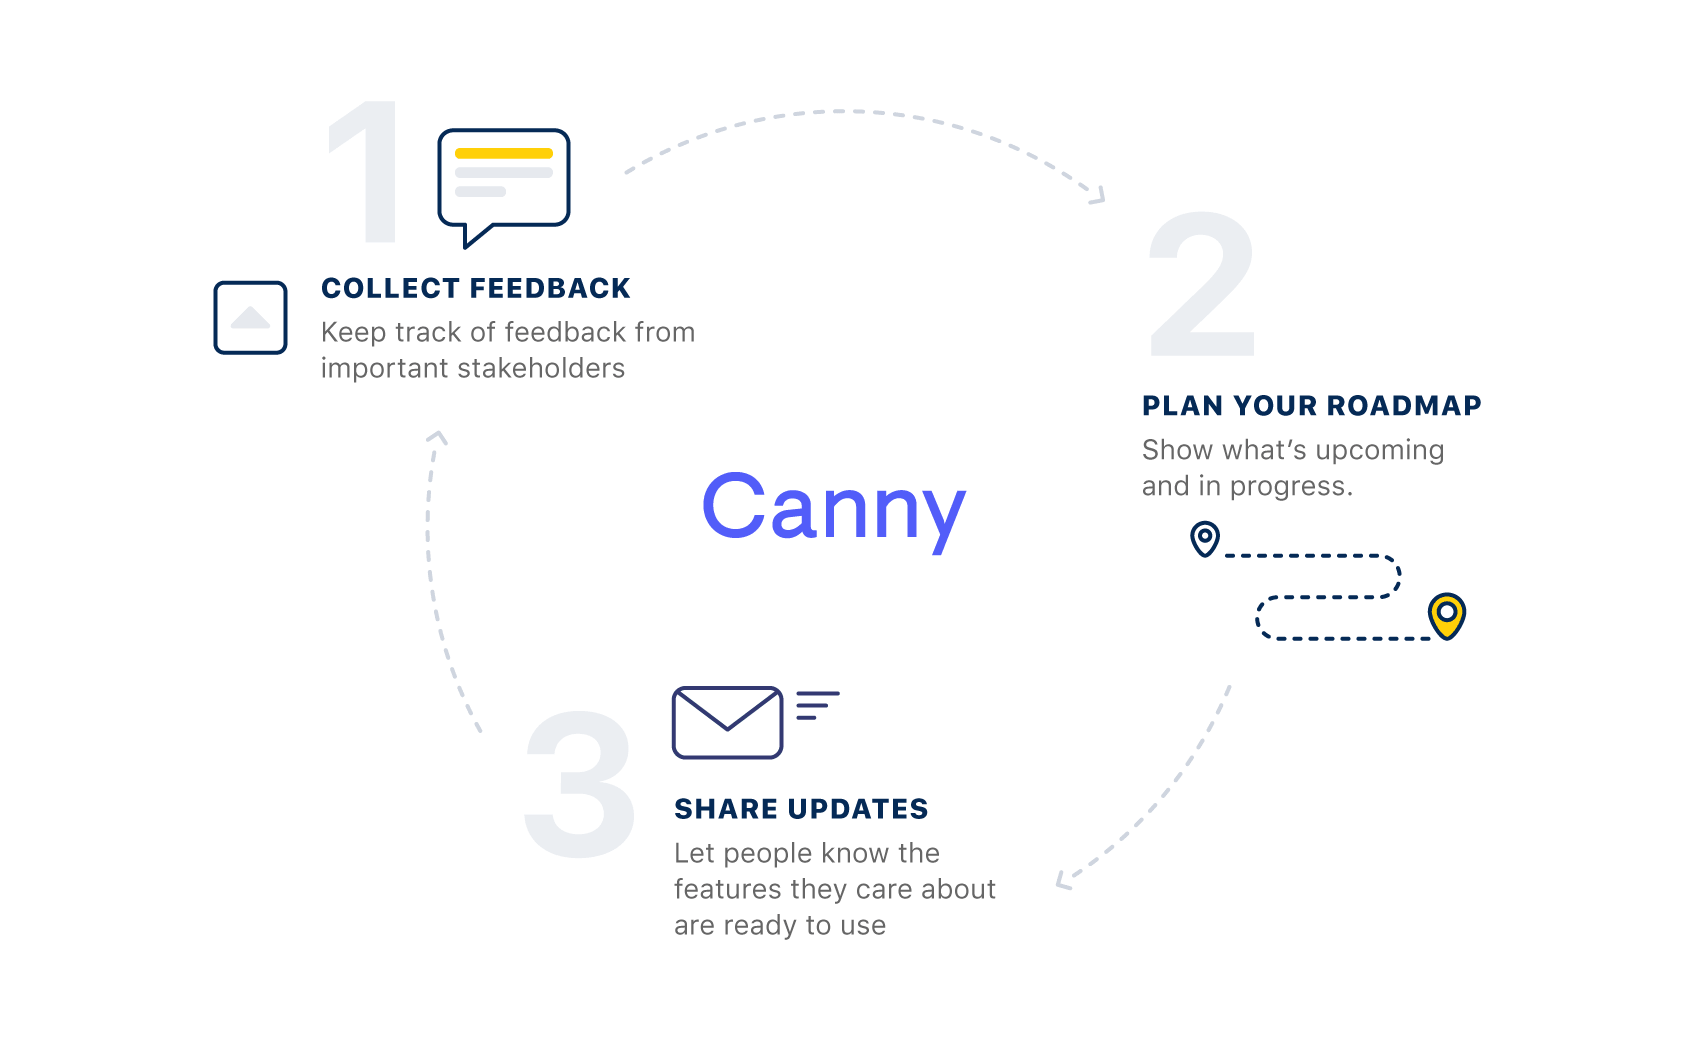 1
COLLECT FEEDBACK
Keep track of feedback from
important stakeholders
2
PLAN YOUR ROADMAP
Show what’s upcoming
and in progress.
Canny
3
SHARE UPDATES
Let people know the
features they care about
are ready to use